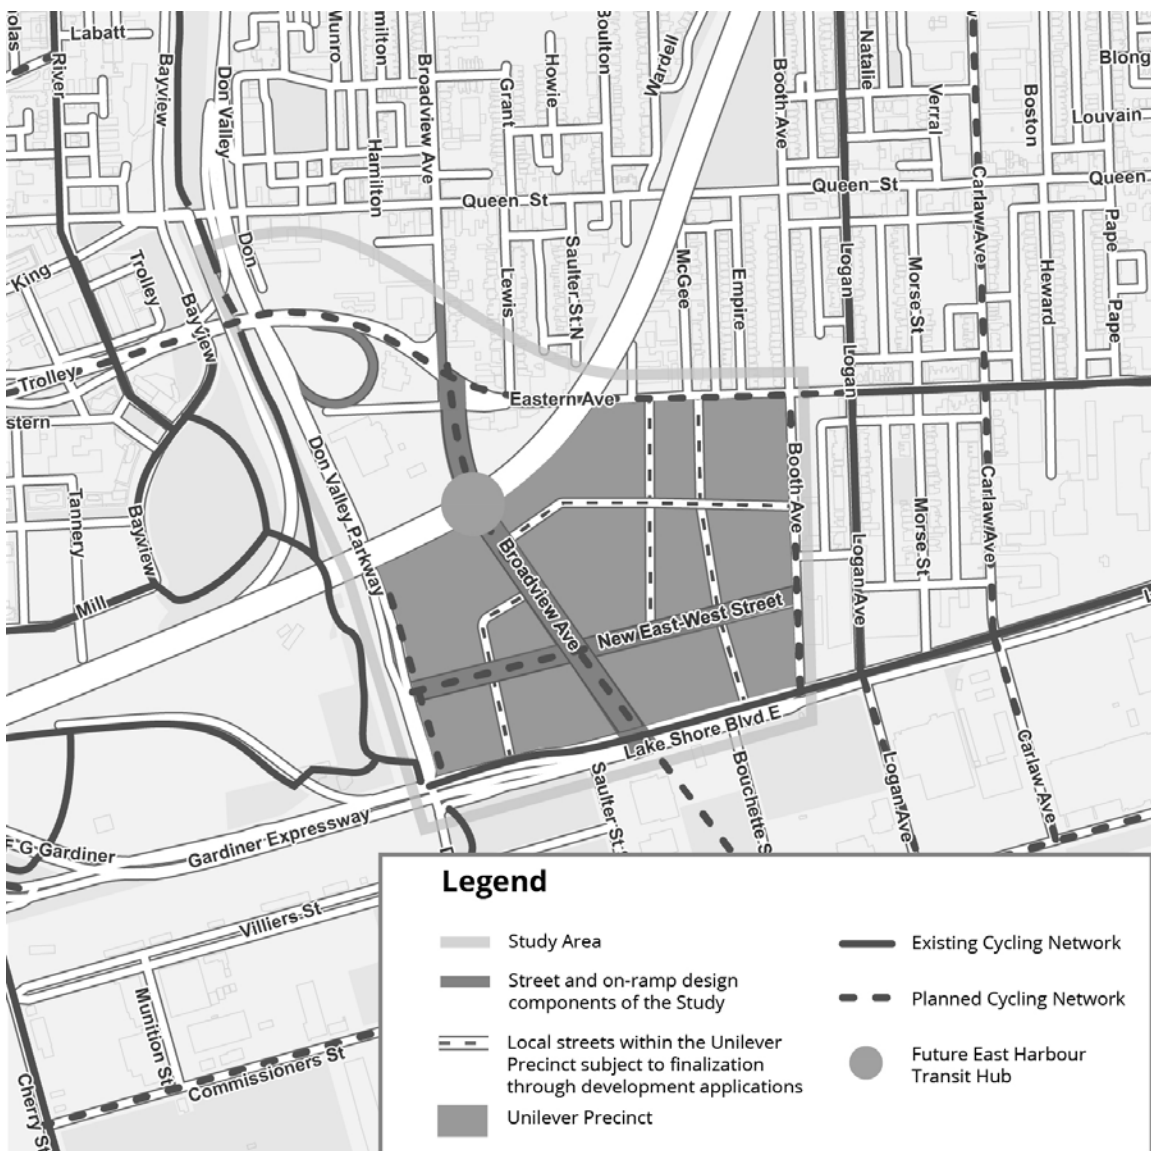 Labatt
River
Bayview
Don Valley
Munro
milton
Hamilton
Broadview Ave
Grant
Howie
Boulton
Wardell
Booth Ave
Natalie
Verral
Boston
Blong
Louvain
Queen St
Queen St
Queen
Carlaw Ave
King
Trolley
Bayview
Don
Lewis
Saulter St N
McGee
Empire
Logan
Logan
Morse St
Heward
Pape
Pape
Trolley
stern
Eastern Ave
Tannery
Bayview
Mill
Don Valley Parkway
Broadview Ave
New East-West Street
Booth Ave
Logan Ave
Morse St
Carlaw Ave
Lake Shore Blvd E
Saulter St
Bouchette S
Logan Ave
Carlaw Ave
F G Gardiner
Gardiner Expressway
Villiers St
Munition St
Commissioners St
Cherry St
Legend
Study Area
Street and on-ramp design
components of the Study
Local streets within the Unilever
Precinct subject to finalization
through development applications
Unilever Precinct
Existing Cycling Network
Planned Cycling Network
Future East Harbour
Transit Hub